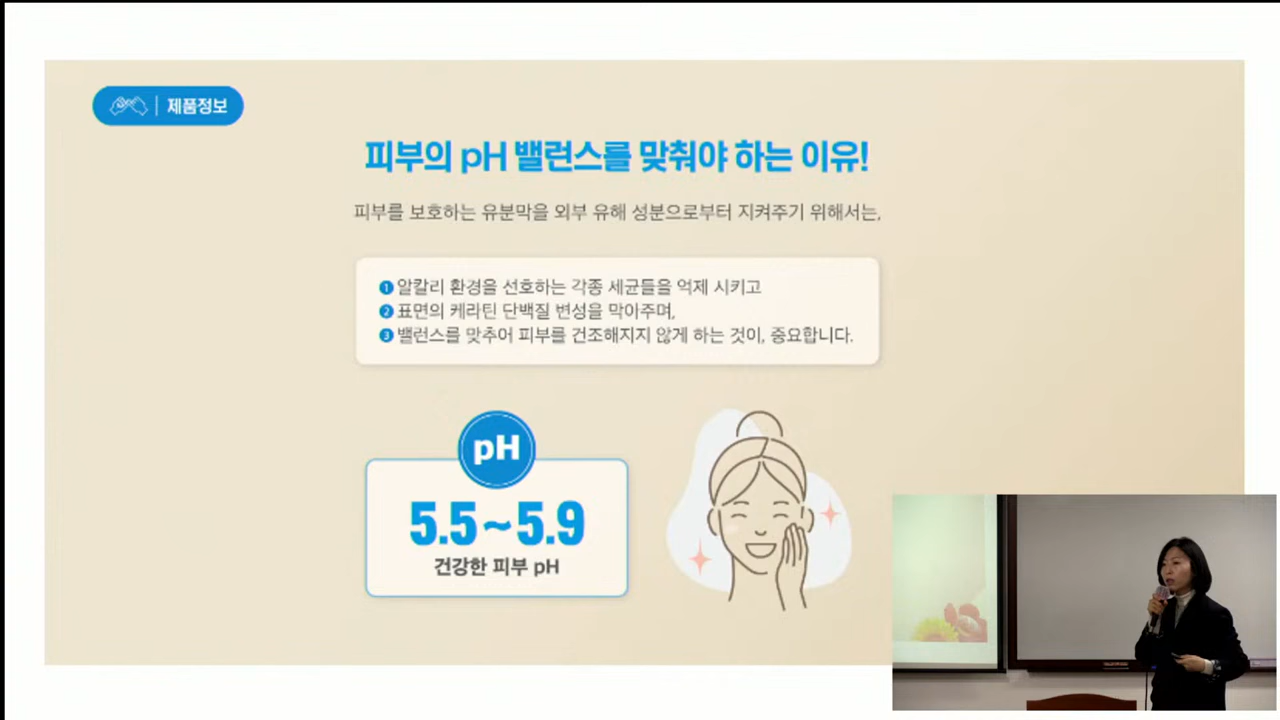 제품정보
피부의 pH 밸런스를 맞춰야 하는 이유!
피부를 보호하는 유분막을 외부 유해 성분으로부터 지켜주기 위해서는,
1 알칼리 환경을 선호하는 각종 세균들을 억제 시키고
2 표면의 케라틴 단백질 변성을 막아주며,
3 밸런스를 맞추어 피부를 건조해지지 않게 하는 것이, 중요합니다.
pH
5.5~5.9
건강한 피부 pH